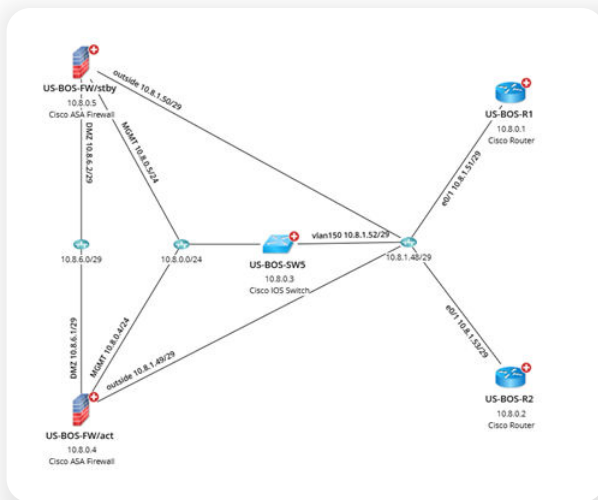 US-BOS-FW/stby
10.8.0.5
Cisco ASA Firewall
outside 10.8.1.50/29
DMZ 10.8.6.2/29
MGMT 10.8.0.5/24
US-BOS-R1
10.8.0.1
Cisco Router
e0/1 10.8.1.51/29
10.8.6.0/29
10.8.0.0/24
US-BOS-SW5
10.8.0.3
Cisco IOS Switch
vlan150 10.8.1.52/29
10.8.1.48/29
DMZ 10.8.6.1/29
MGMT 10.8.0.4/24
outside 10.8.1.49/29
e0/1 10.8.1.53/29
US-BOS-R2
10.8.0.2
Cisco Router
US-BOS-FW/act
10.8.0.4
Cisco ASA Firewall